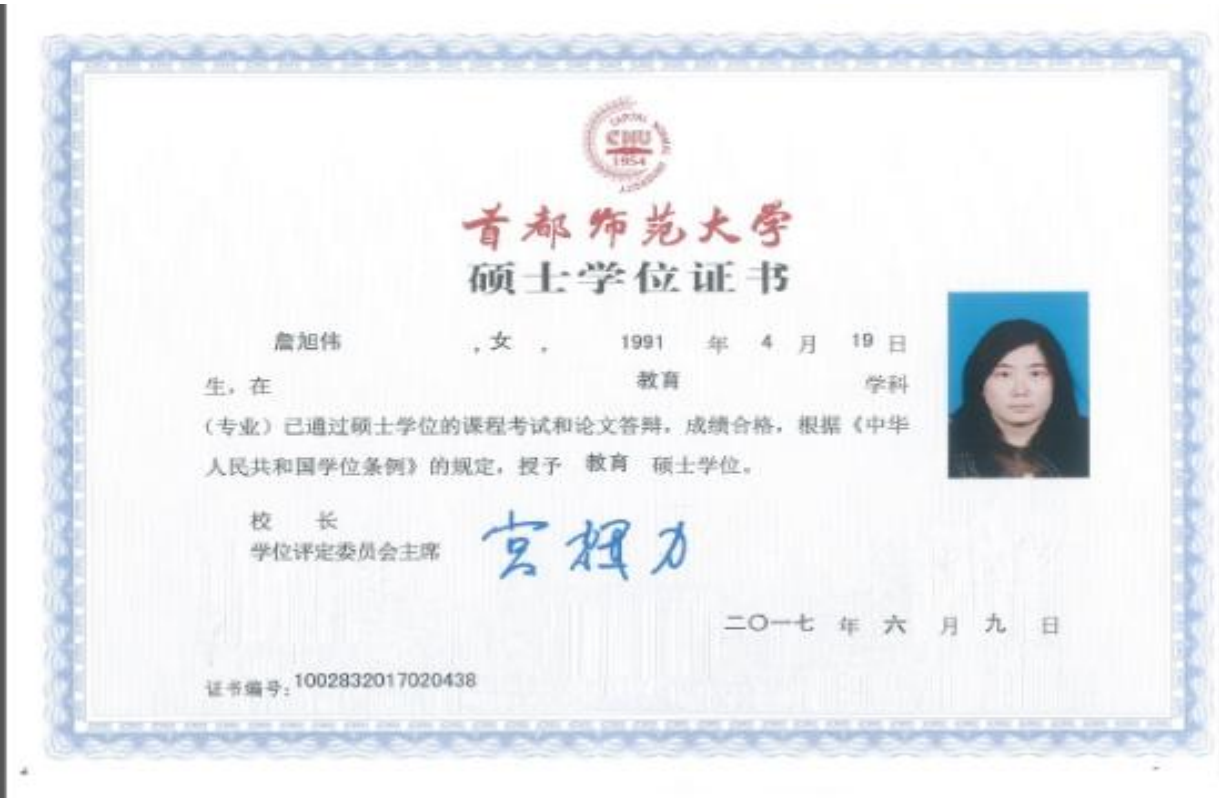 CAPITAL NORMAL UNIVERSITY
CNU
1954
首都师范大学
硕士学位证书
詹旭伟，女，1991 年 4 月 19 日
生，在 教育 学科
（专业）已通过硕士学位的课程考试和论文答辩，成绩合格，根据《中华
人民共和国学位条例》的规定，授予 教育 硕士学位。
校 长
学位评定委员会主席 宫辉力
二〇一七 年 六 月 九 日
证书编号：1002832017020438